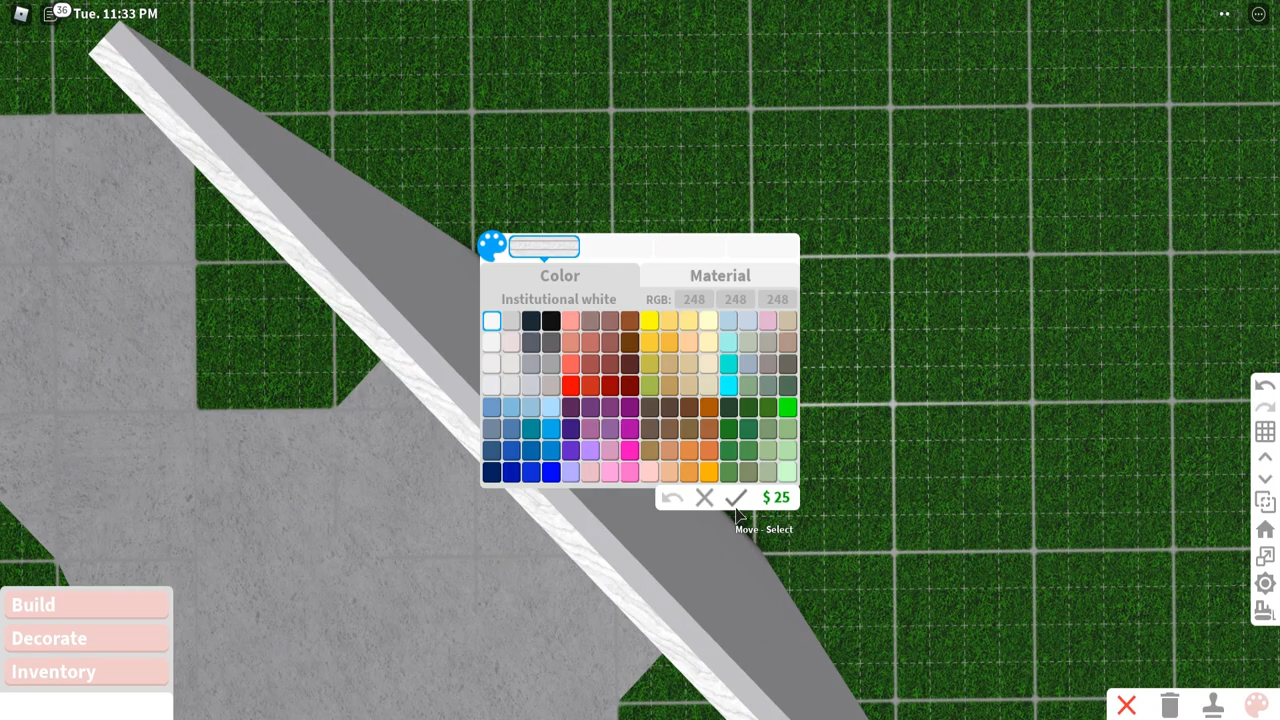 36
Tue. 11:33 PM
Color
Material
Institutional white
RGB: 248 248 248
$ 25
Move - Select
Build
Decorate
Inventory